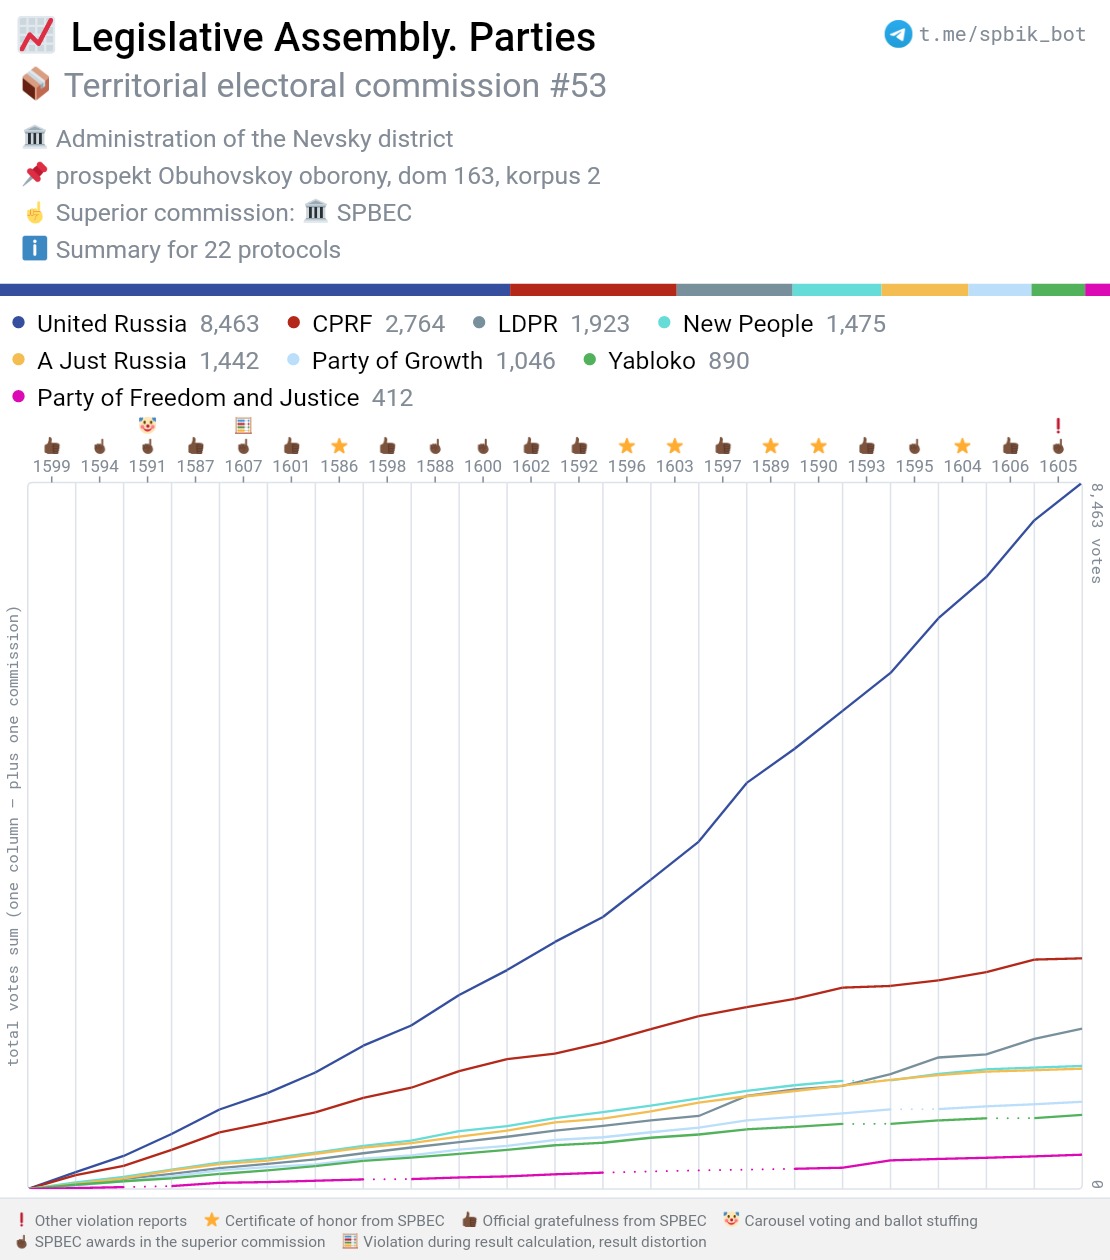 Legislative Assembly. Parties
t.me/spbik_bot
Territorial electoral commission #53
Administration of the Nevsky district
prospekt Obuhovskoy oborony, dom 163, korpus 2
Superior commission: SPBEC
Summary for 22 protocols
United Russia 8,463 CPRF 2,764 LDPR 1,923 New People 1,475
A Just Russia 1,442 Party of Growth 1,046 Yabloko 890
Party of Freedom and Justice 412
1599 1594 1591 1587 1607 1601 1586 1598 1588 1600 1602 1592 1596 1603 1597 1589 1590 1593 1595 1604 1606 1605
8,463 votes
total votes sum (one column — plus one commission)
0
Other violation reports Certificate of honor from SPBEC Official gratefulness from SPBEC Carousel voting and ballot stuffing
SPBEC awards in the superior commission Violation during result calculation, result distortion